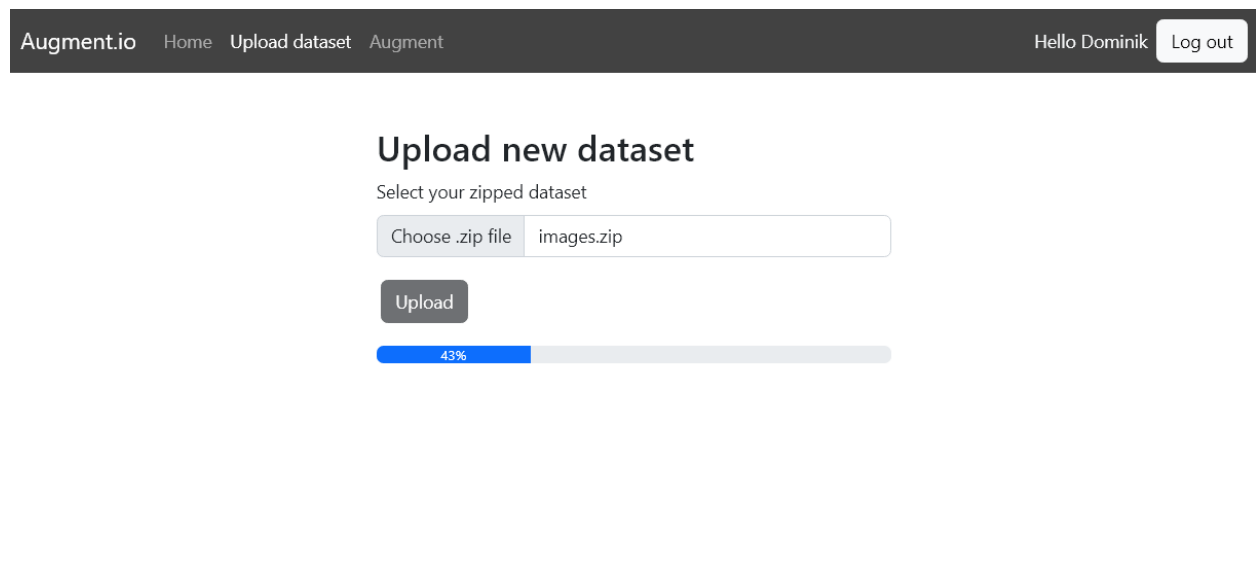 Augment.io Home Upload dataset Augment Hello Dominik Log out
Upload new dataset
Select your zipped dataset
Choose .zip file images.zip
Upload
43%